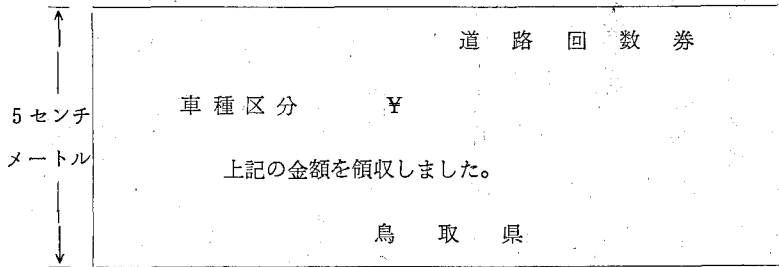 道路回数券
車種区分 ¥
5センチ
メートル
上記の金額を領収しました。
鳥取県